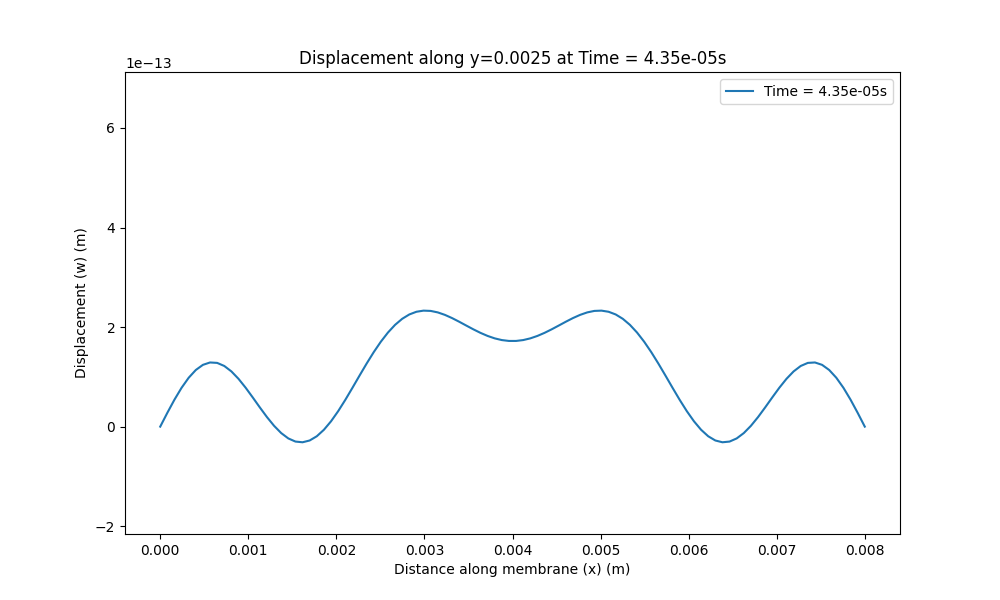 Displacement along y=0.0025 at Time = 4.35e-05s
1e−13
Time = 4.35e-05s
6
4
2
0
−2
Displacement (w) (m)
0.000 0.001 0.002 0.003 0.004 0.005 0.006 0.007 0.008
Distance along membrane (x) (m)